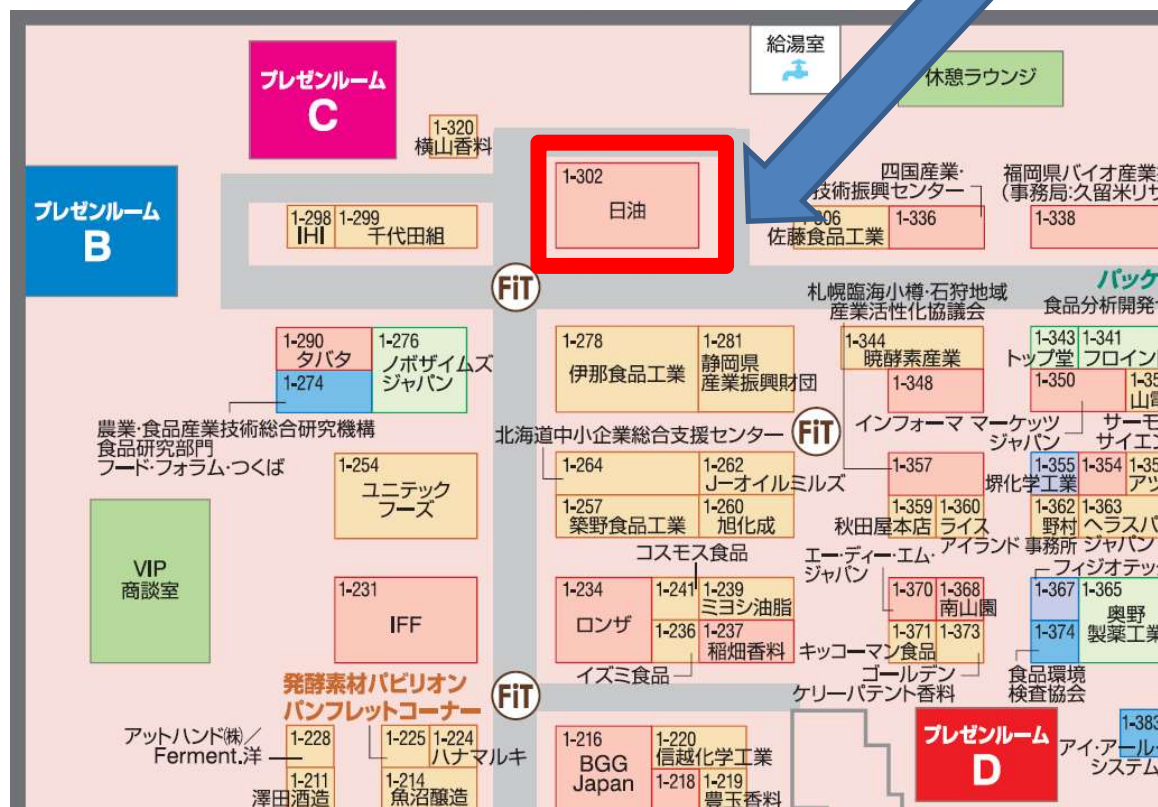 給湯室
休憩ラウンジ
プレゼンルーム
C
1-320
横山香料
1-302
日油
四国産業・
技術振興センター
福岡県バイオ産業
(事務局:久留米リサ
プレゼンルーム
B
1-298
IHI
1-299
千代田組
1-306
佐藤食品工業
1-336
1-338
FiT
札幌臨海小樽・石狩地域
産業活性化協議会
パッケ
食品分析開発
1-290
タバタ
1-274
1-276
ノボザイムズ
ジャパン
1-278
伊那食品工業
1-281
静岡県
産業振興財団
1-344
暁酵素産業
1-348
1-343
トップ堂
1-341
フロイン
1-350
1-35
山電
農業・食品産業技術総合研究機構
食品研究部門
フード・フォラム・つくば
北海道中小企業総合支援センター
FiT
インフォーマ マーケッツ
ジャパン
サーモ
サイエン
1-254
ユニテック
フーズ
1-264
1-262
J-オイルミルズ
1-257
築野食品工業
1-260
旭化成
1-357
1-355
堺化学工業
1-354
1-35
アツ
1-359
秋田屋本店
1-360
ライス
アイランド
1-362
野村
事務所
1-363
ヘラスパ
ジャパン
VIP
商談室
コスモス食品
エー・ディー・エム・
ジャパン
フィジオテック
1-231
IFF
1-234
ロンザ
1-241
1-239
ミヨシ油脂
1-236
1-237
稲畑香料
イズミ食品
1-370
1-368
南山園
1-371
キッコーマン食品
1-373
ゴールデン
ケリーパテント香料
1-367
1-365
奥野
製薬工業
1-374
食品環境
検査協会
発酵素材パビリオン
パンフレットコーナー
FiT
アットハンド㈱/
Ferment.洋
1-228
1-211
澤田酒造
1-225
1-224
ハナマルキ
1-214
魚沼醸造
1-216
BGG
Japan
1-220
信越化学工業
1-218
1-219
豊玉香料
プレゼンルーム
D
1-383
アイ・アール・
システム